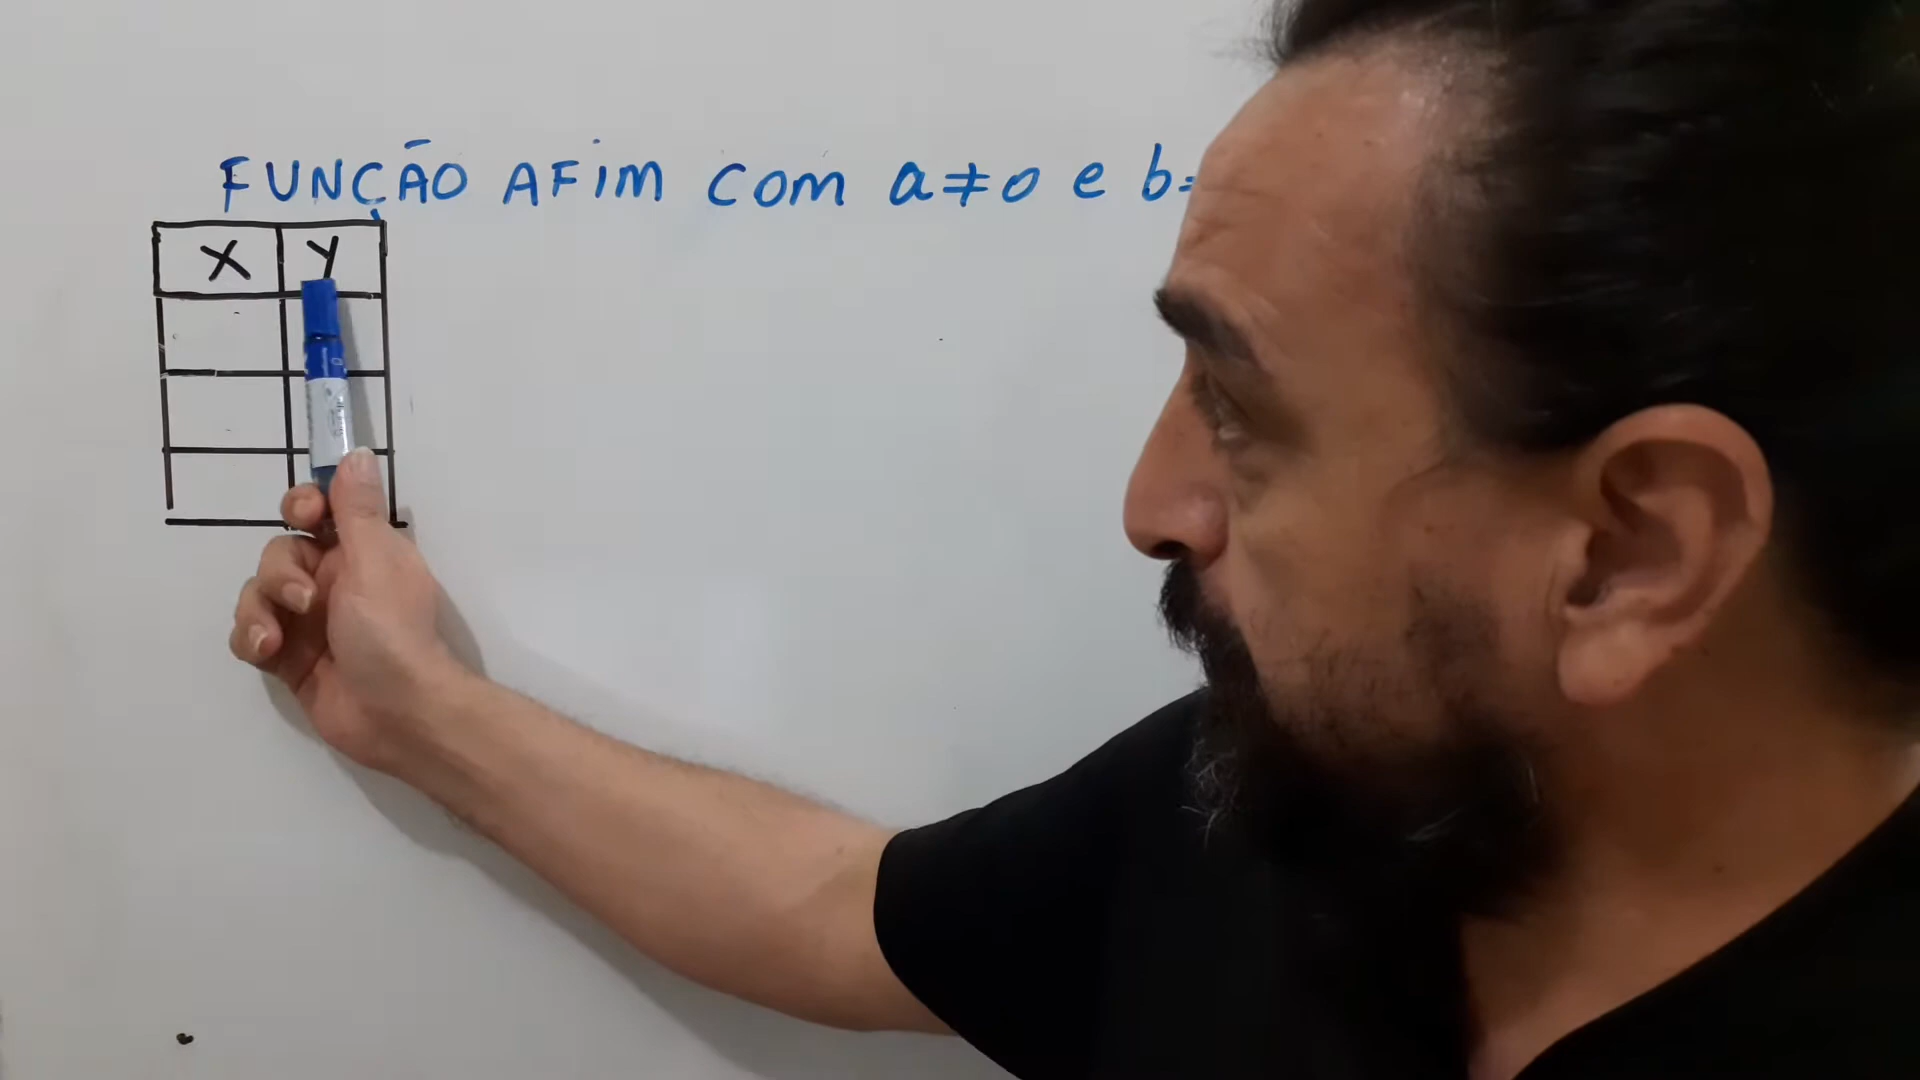 FUNÇÃO AFIM COM a≠0 e b=
X Y